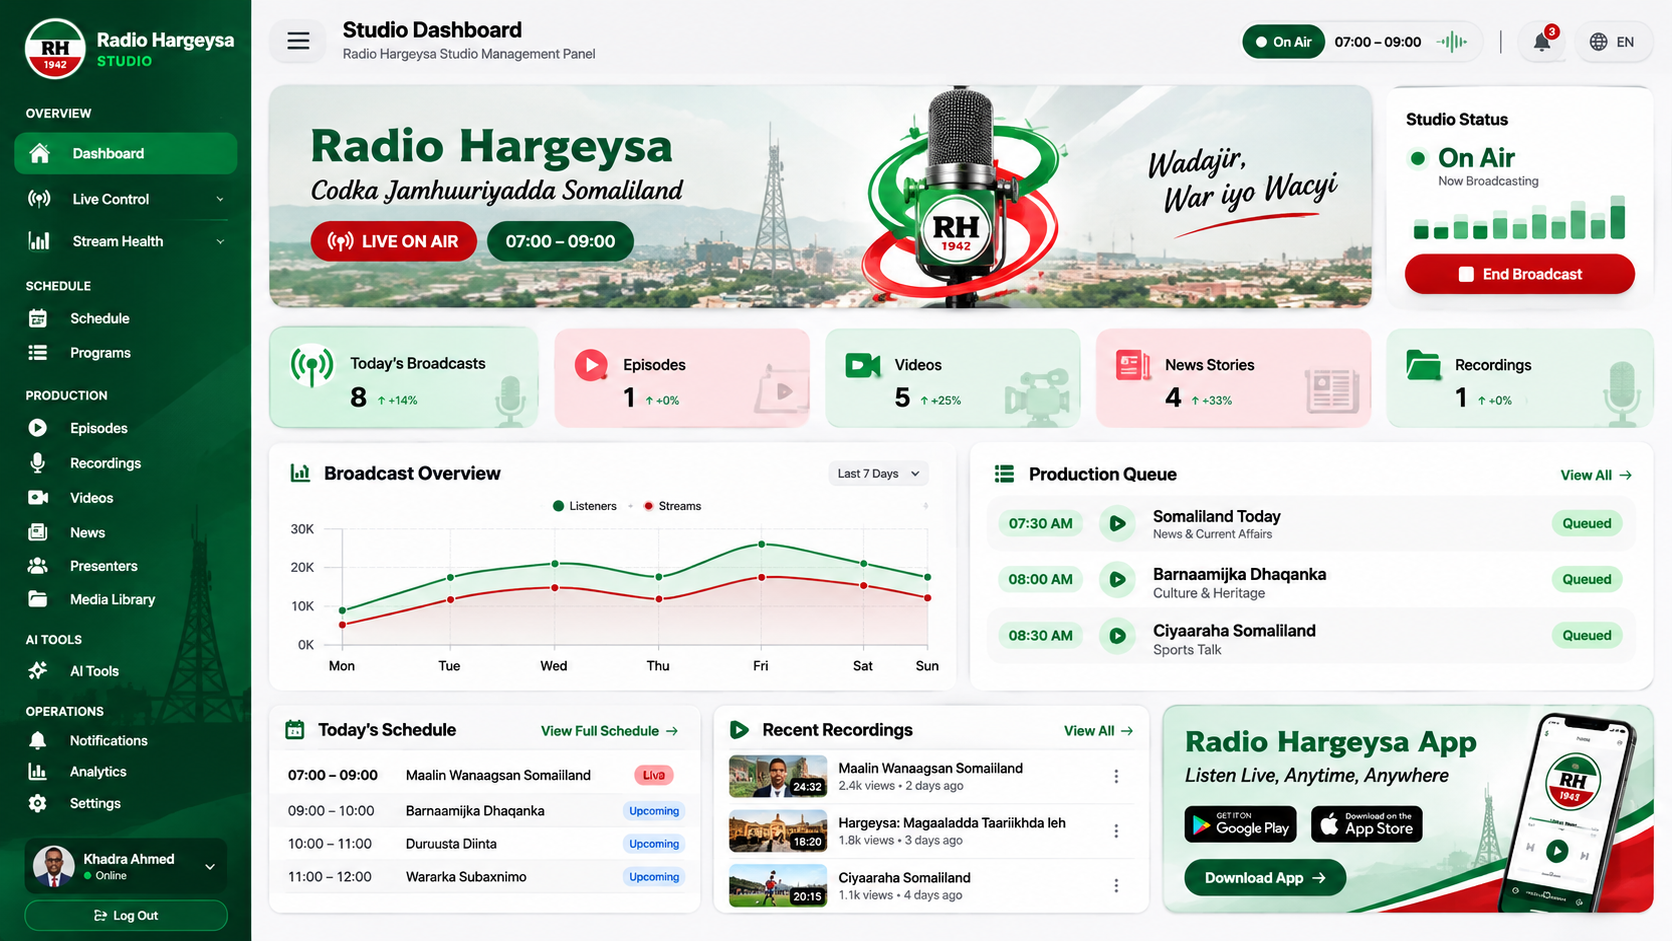 RH
1942
Radio Hargeysa
STUDIO
OVERVIEW
Dashboard
Live Control
Stream Health
SCHEDULE
Schedule
Programs
PRODUCTION
Episodes
Recordings
Videos
News
Presenters
Media Library
AI TOOLS
AI Tools
OPERATIONS
Notifications
Analytics
Settings
Khadra Ahmed
Online
Log Out
Studio Dashboard
Radio Hargeysa Studio Management Panel
On Air
07:00 – 09:00
3
EN
Radio Hargeysa
Codka Jamhuuriyadda Somaliland
LIVE ON AIR
07:00 – 09:00
RH
1942
Wadajir,
War iyo Wacyi
Studio Status
On Air
Now Broadcasting
End Broadcast
Today's Broadcasts
8 ↑ +14%
Episodes
1 ↑ +0%
Videos
5 ↑ +25%
News Stories
4 ↑ +33%
Recordings
1 ↑ +0%
Broadcast Overview
Last 7 Days
Listeners
Streams
30K
20K
10K
0K
Mon Tue Wed Thu Fri Sat Sun
Production Queue
View All →
07:30 AM
Somaliland Today
News & Current Affairs
Queued
08:00 AM
Barnaamijka Dhaqanka
Culture & Heritage
Queued
08:30 AM
Ciyaaraha Somaliland
Sports Talk
Queued
Today's Schedule
View Full Schedule →
07:00 – 09:00 Maalin Wanaagsan Somailland Live
09:00 – 10:00 Barnaamijka Dhaqanka Upcoming
10:00 – 11:00 Duruusta Diinta Upcoming
11:00 – 12:00 Wararka Subaxnimo Upcoming
Recent Recordings
View All →
24:32
Maalin Wanaagsan Somailiand
2.4k views • 2 days ago
18:20
Hargeysa: Magaaladda Taariikhda leh
1.8k views • 3 days ago
20:15
Ciyaaraha Somaliland
1.1k views • 4 days ago
Radio Hargeysa App
Listen Live, Anytime, Anywhere
GET IT ON
Google Play
Download on the
App Store
Download App →
RH
1943